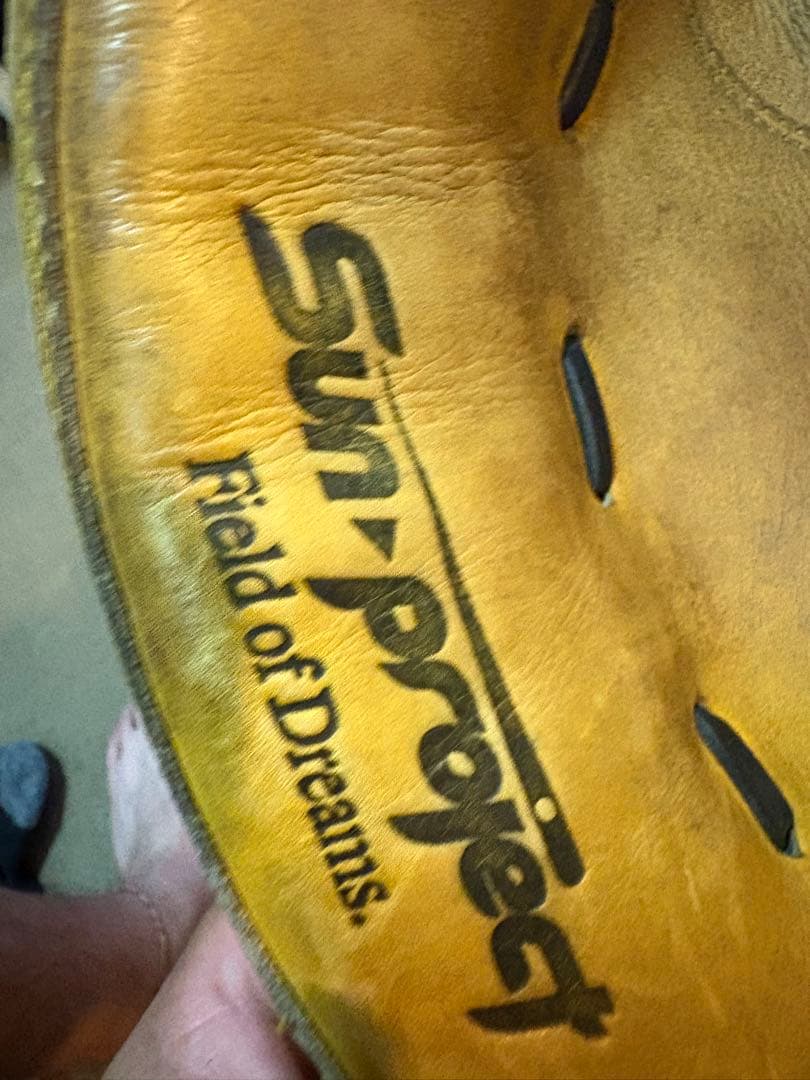 Sun project
Field of Dreams.